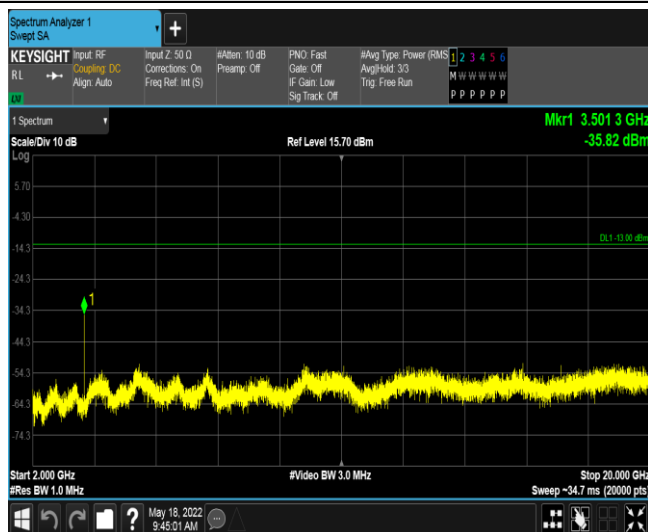 Spectrum Analyzer 1
Swept SA
+
KEYSIGHT
RL
LNI
Input: RF
Coupling: DC
Align: Auto
Input Z: 50 Ω
Corrections: On
Freq Ref: Int (S)
#Atten: 10 dB
Preamp: Off
PNO: Fast
Gate: Off
IF Gain: Low
Sig Track: Off
#Avg Type: Power (RMS
Avg|Hold: 3/3
Trig: Free Run
1 2 3 4 5 6
M W W W W W
P P P P P P
1 Spectrum
Scale/Div 10 dB
Ref Level 15.70 dBm
Mkr1 3.501 3 GHz
-35.82 dBm
Log
5.70
-4.30
DL1 -13.00 dBm
-14.3
-24.3
1
-34.3
-44.3
-54.3
-64.3
-74.3
Start 2.000 GHz
#Video BW 3.0 MHz
Stop 20.000 GHz
#Res BW 1.0 MHz
Sweep ~34.7 ms (20000 pts)
?
May 18, 2022
9:45:01 AM